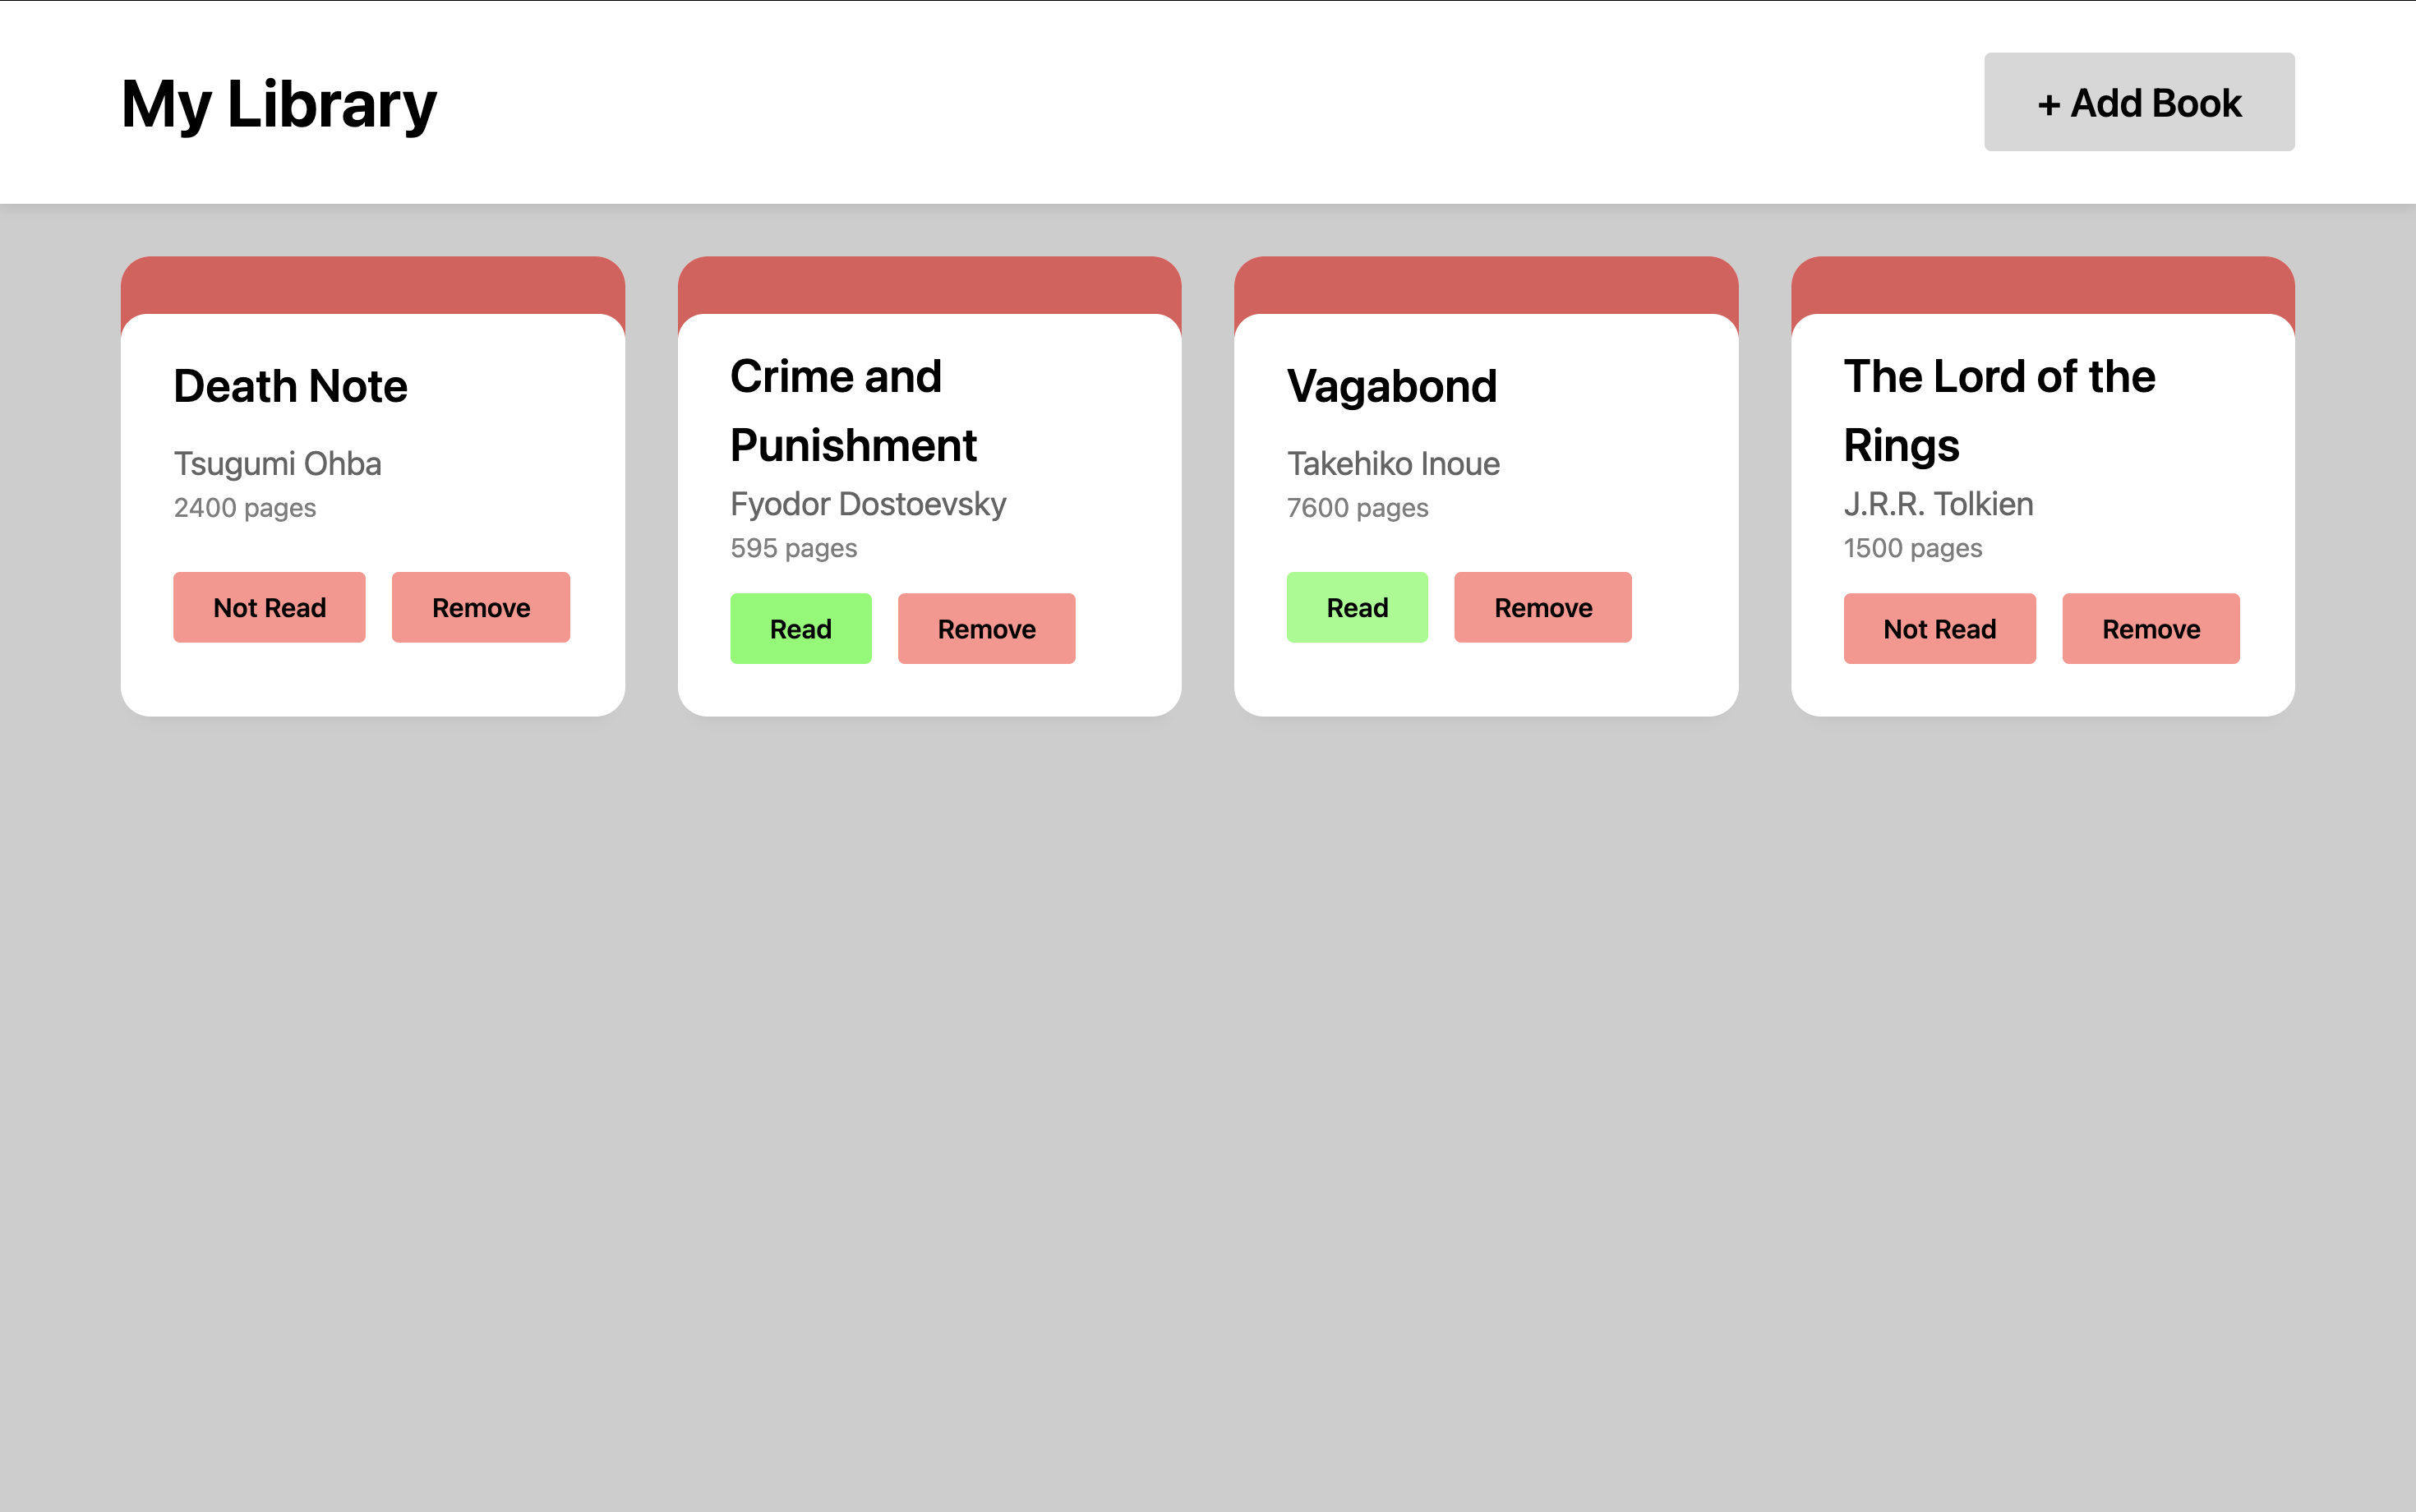 My Library
+ Add Book
Death Note
Tsugumi Ohba
2400 pages
Not Read
Remove
Crime and
Punishment
Fyodor Dostoevsky
595 pages
Read
Remove
Vagabond
Takehiko Inoue
7600 pages
Read
Remove
The Lord of the
Rings
J.R.R. Tolkien
1500 pages
Not Read
Remove